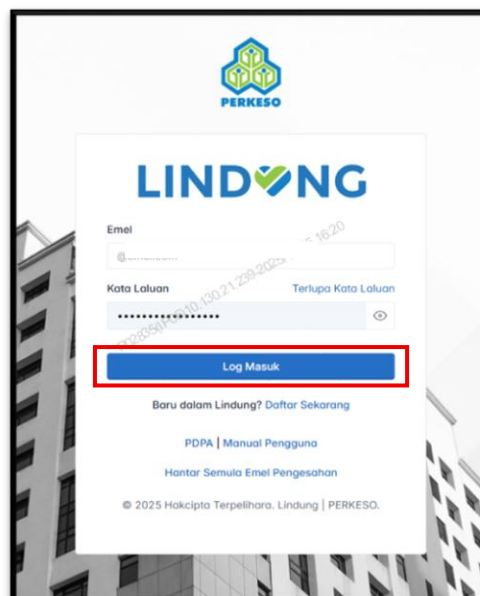 PERKESO
LINDUNG
Emel
Kata Laluan Terlupa Kata Laluan
Log Masuk
Baru dalam Lindung? Daftar Sekarang
PDPA | Manual Pengguna
Hantar Semula Emel Pengesahan
© 2025 Hakcipta Terpelihara. Lindung | PERKESO.